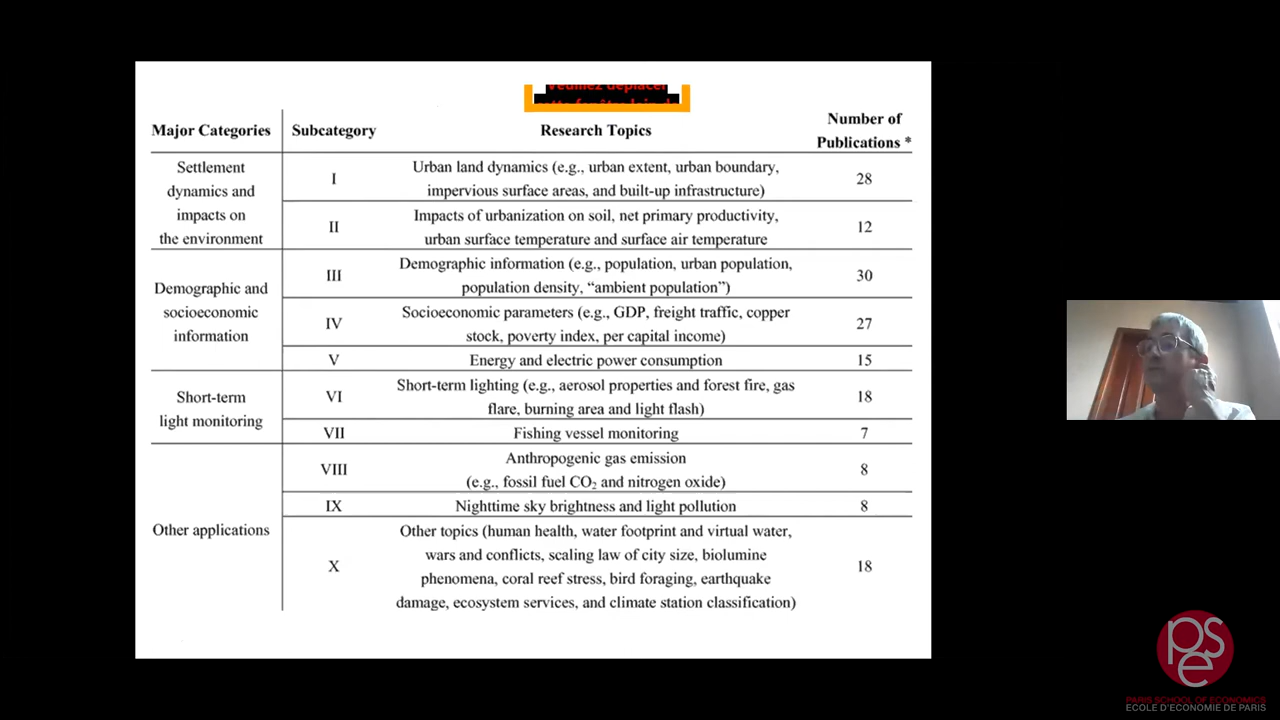 Veuillez déplacer
cette fenêtre loin de
Major Categories Subcategory Research Topics Number of Publications *
Settlement
dynamics and
impacts on
the environment
I
Urban land dynamics (e.g., urban extent, urban boundary,
impervious surface areas, and built-up infrastructure)
28
II
Impacts of urbanization on soil, net primary productivity,
urban surface temperature and surface air temperature
12
Demographic and
socioeconomic
information
III
Demographic information (e.g., population, urban population,
population density, “ambient population”)
30
IV
Socioeconomic parameters (e.g., GDP, freight traffic, copper
stock, poverty index, per capital income)
27
V
Energy and electric power consumption
15
Short-term
light monitoring
VI
Short-term lighting (e.g., aerosol properties and forest fire, gas
flare, burning area and light flash)
18
VII
Fishing vessel monitoring
7
Other applications
VIII
Anthropogenic gas emission
(e.g., fossil fuel CO₂ and nitrogen oxide)
8
IX
Nighttime sky brightness and light pollution
8
X
Other topics (human health, water footprint and virtual water,
wars and conflicts, scaling law of city size, biolumine
phenomena, coral reef stress, bird foraging, earthquake
damage, ecosystem services, and climate station classification)
18
pse
PARIS SCHOOL OF ECONOMICS
ECOLE D'ECONOMIE DE PARIS